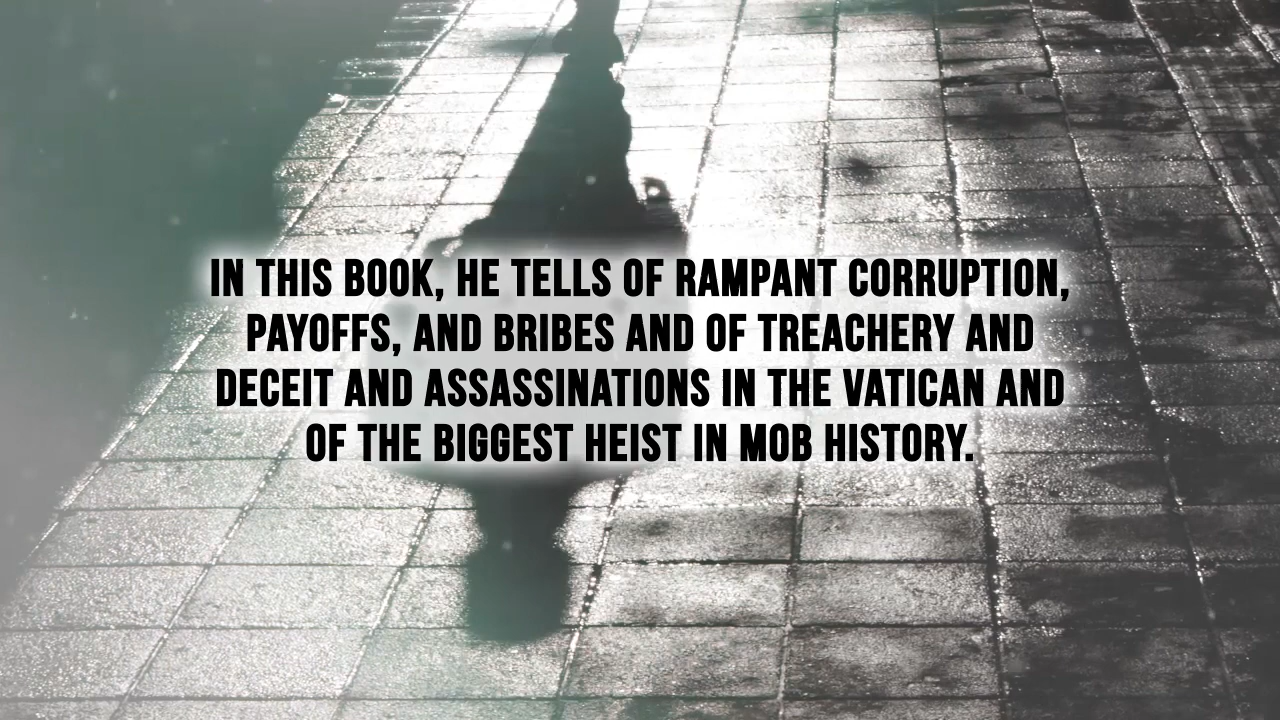 IN THIS BOOK, HE TELLS OF RAMPANT CORRUPTION,
PAYOFFS, AND BRIBES AND OF TREACHERY AND
DECEIT AND ASSASSINATIONS IN THE VATICAN AND
OF THE BIGGEST HEIST IN MOB HISTORY.